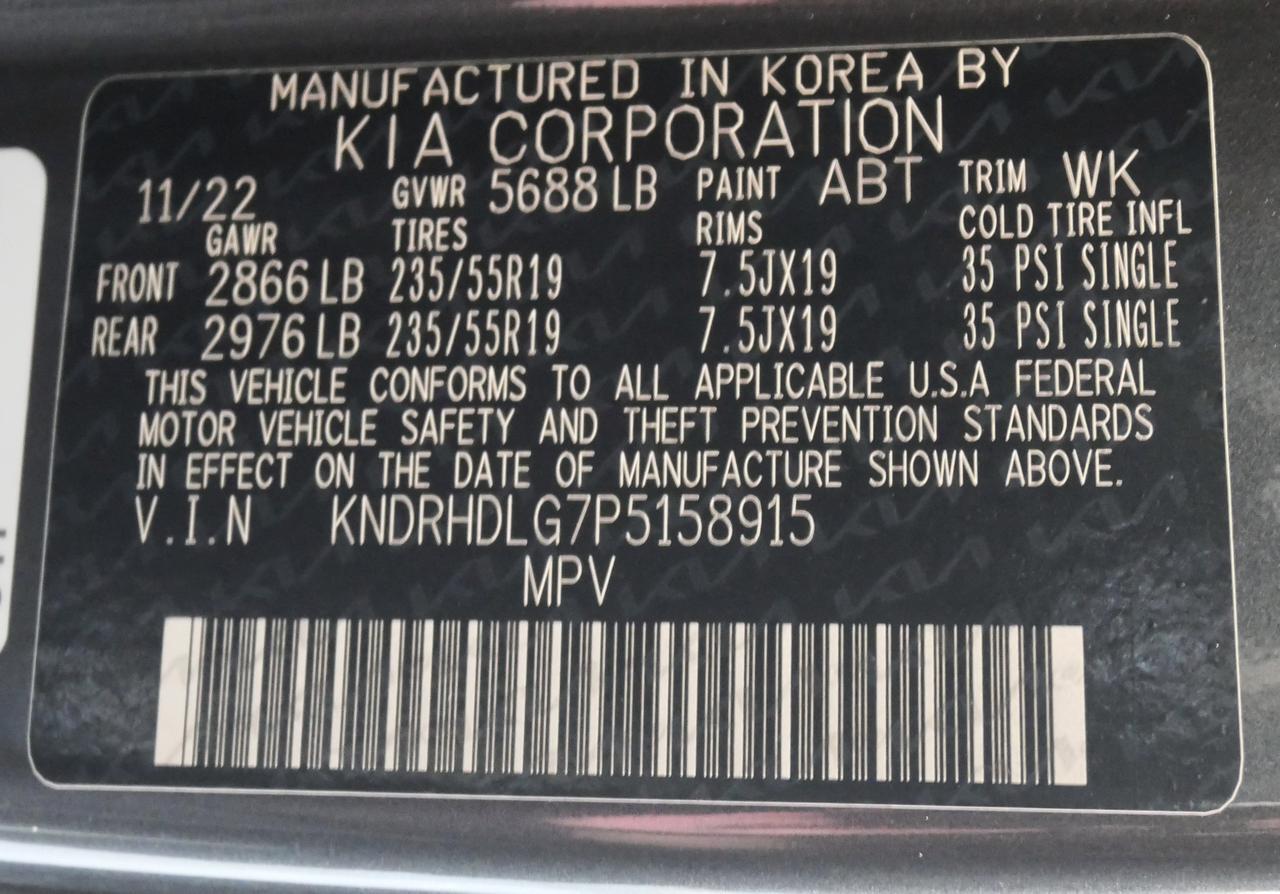 MANUFACTURED IN KOREA BY
KIA CORPORATION
11/22 GVWR 5688 LB PAINT ABT TRIM WK
GAWR TIRES RIMS COLD TIRE INFL
FRONT 2866 LB 235/55R19 7.5JX19 35 PSI SINGLE
REAR 2976 LB 235/55R19 7.5JX19 35 PSI SINGLE
THIS VEHICLE CONFORMS TO ALL APPLICABLE U.S.A FEDERAL
MOTOR VEHICLE SAFETY AND THEFT PREVENTION STANDARDS
IN EFFECT ON THE DATE OF MANUFACTURE SHOWN ABOVE.
V.I.N KNDRHDLG7P5158915
MPV